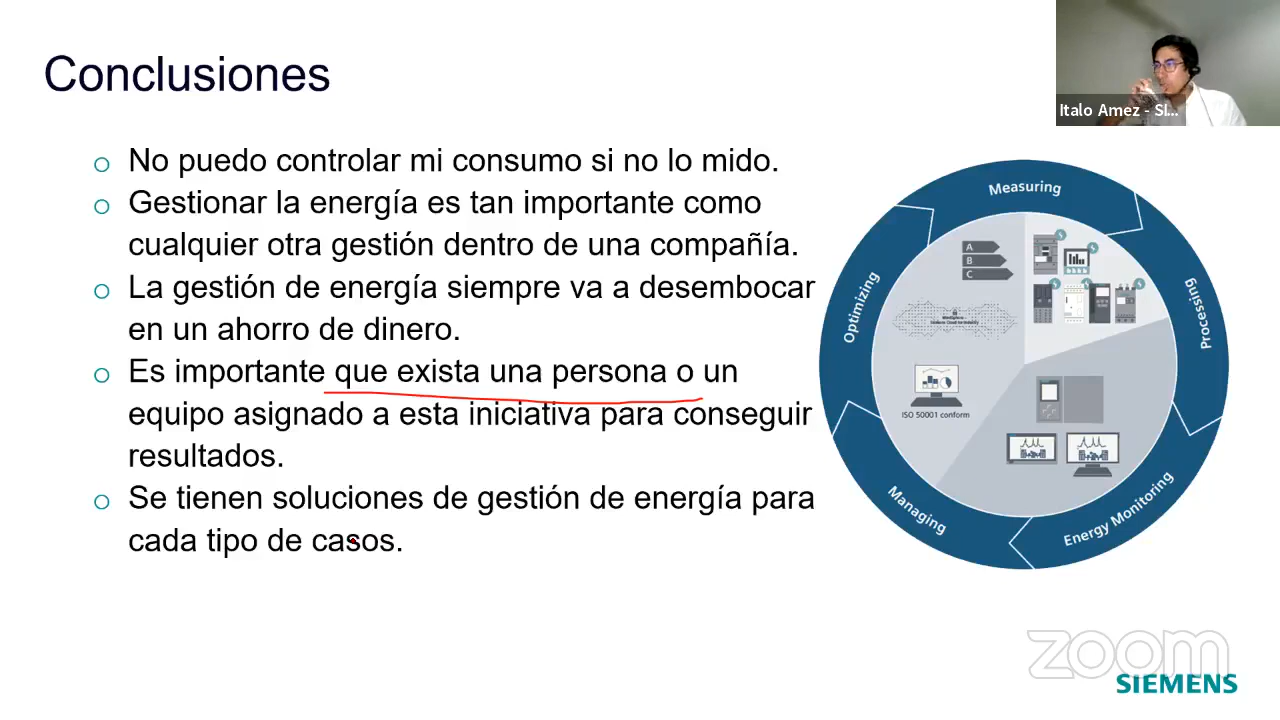 Conclusiones
Italo Amez - SI...
o No puedo controlar mi consumo si no lo mido.
o Gestionar la energía es tan importante como
cualquier otra gestión dentro de una compañía.
o La gestión de energía siempre va a desembocar
en un ahorro de dinero.
o Es importante que exista una persona o un
equipo asignado a esta iniciativa para conseguir
resultados.
o Se tienen soluciones de gestión de energía para
cada tipo de casos.
Measuring
Processing
Energy Monitoring
Managing
Optimizing
A
B
C
ISO 50001 conform
zoom
SIEMENS